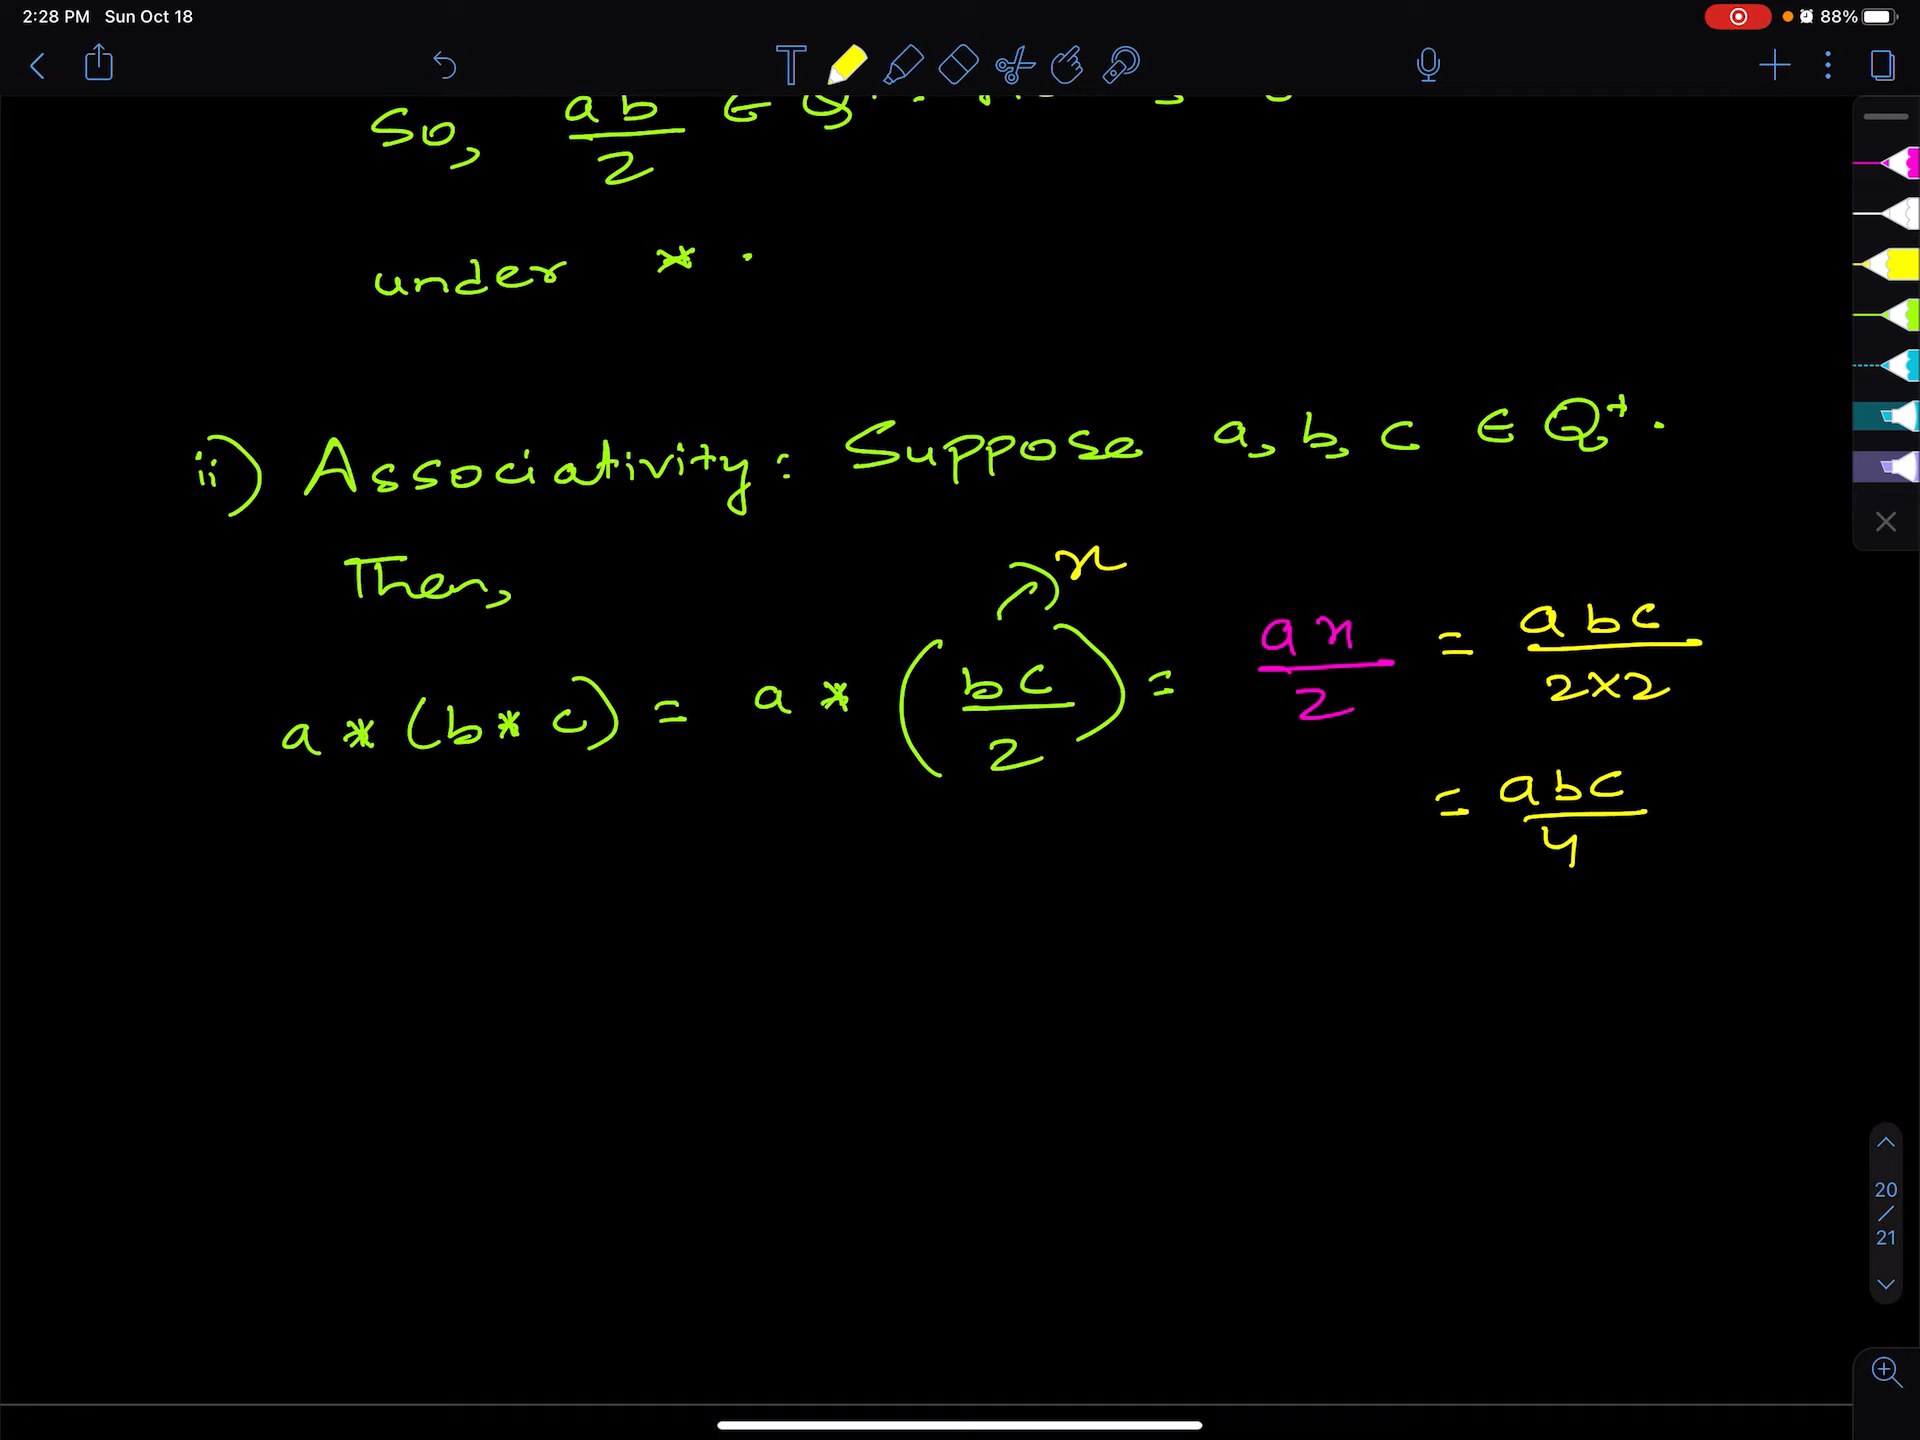 2:28 PM Sun Oct 18
88%
So, ab/2 ∈ Q⁺.
under * .
ii) Associativity: Suppose a, b, c ∈ Q⁺.
Then,
x
a * (b * c) = a * (bc/2) = ax/2 = abc/2×2
= abc/4
20
/
21